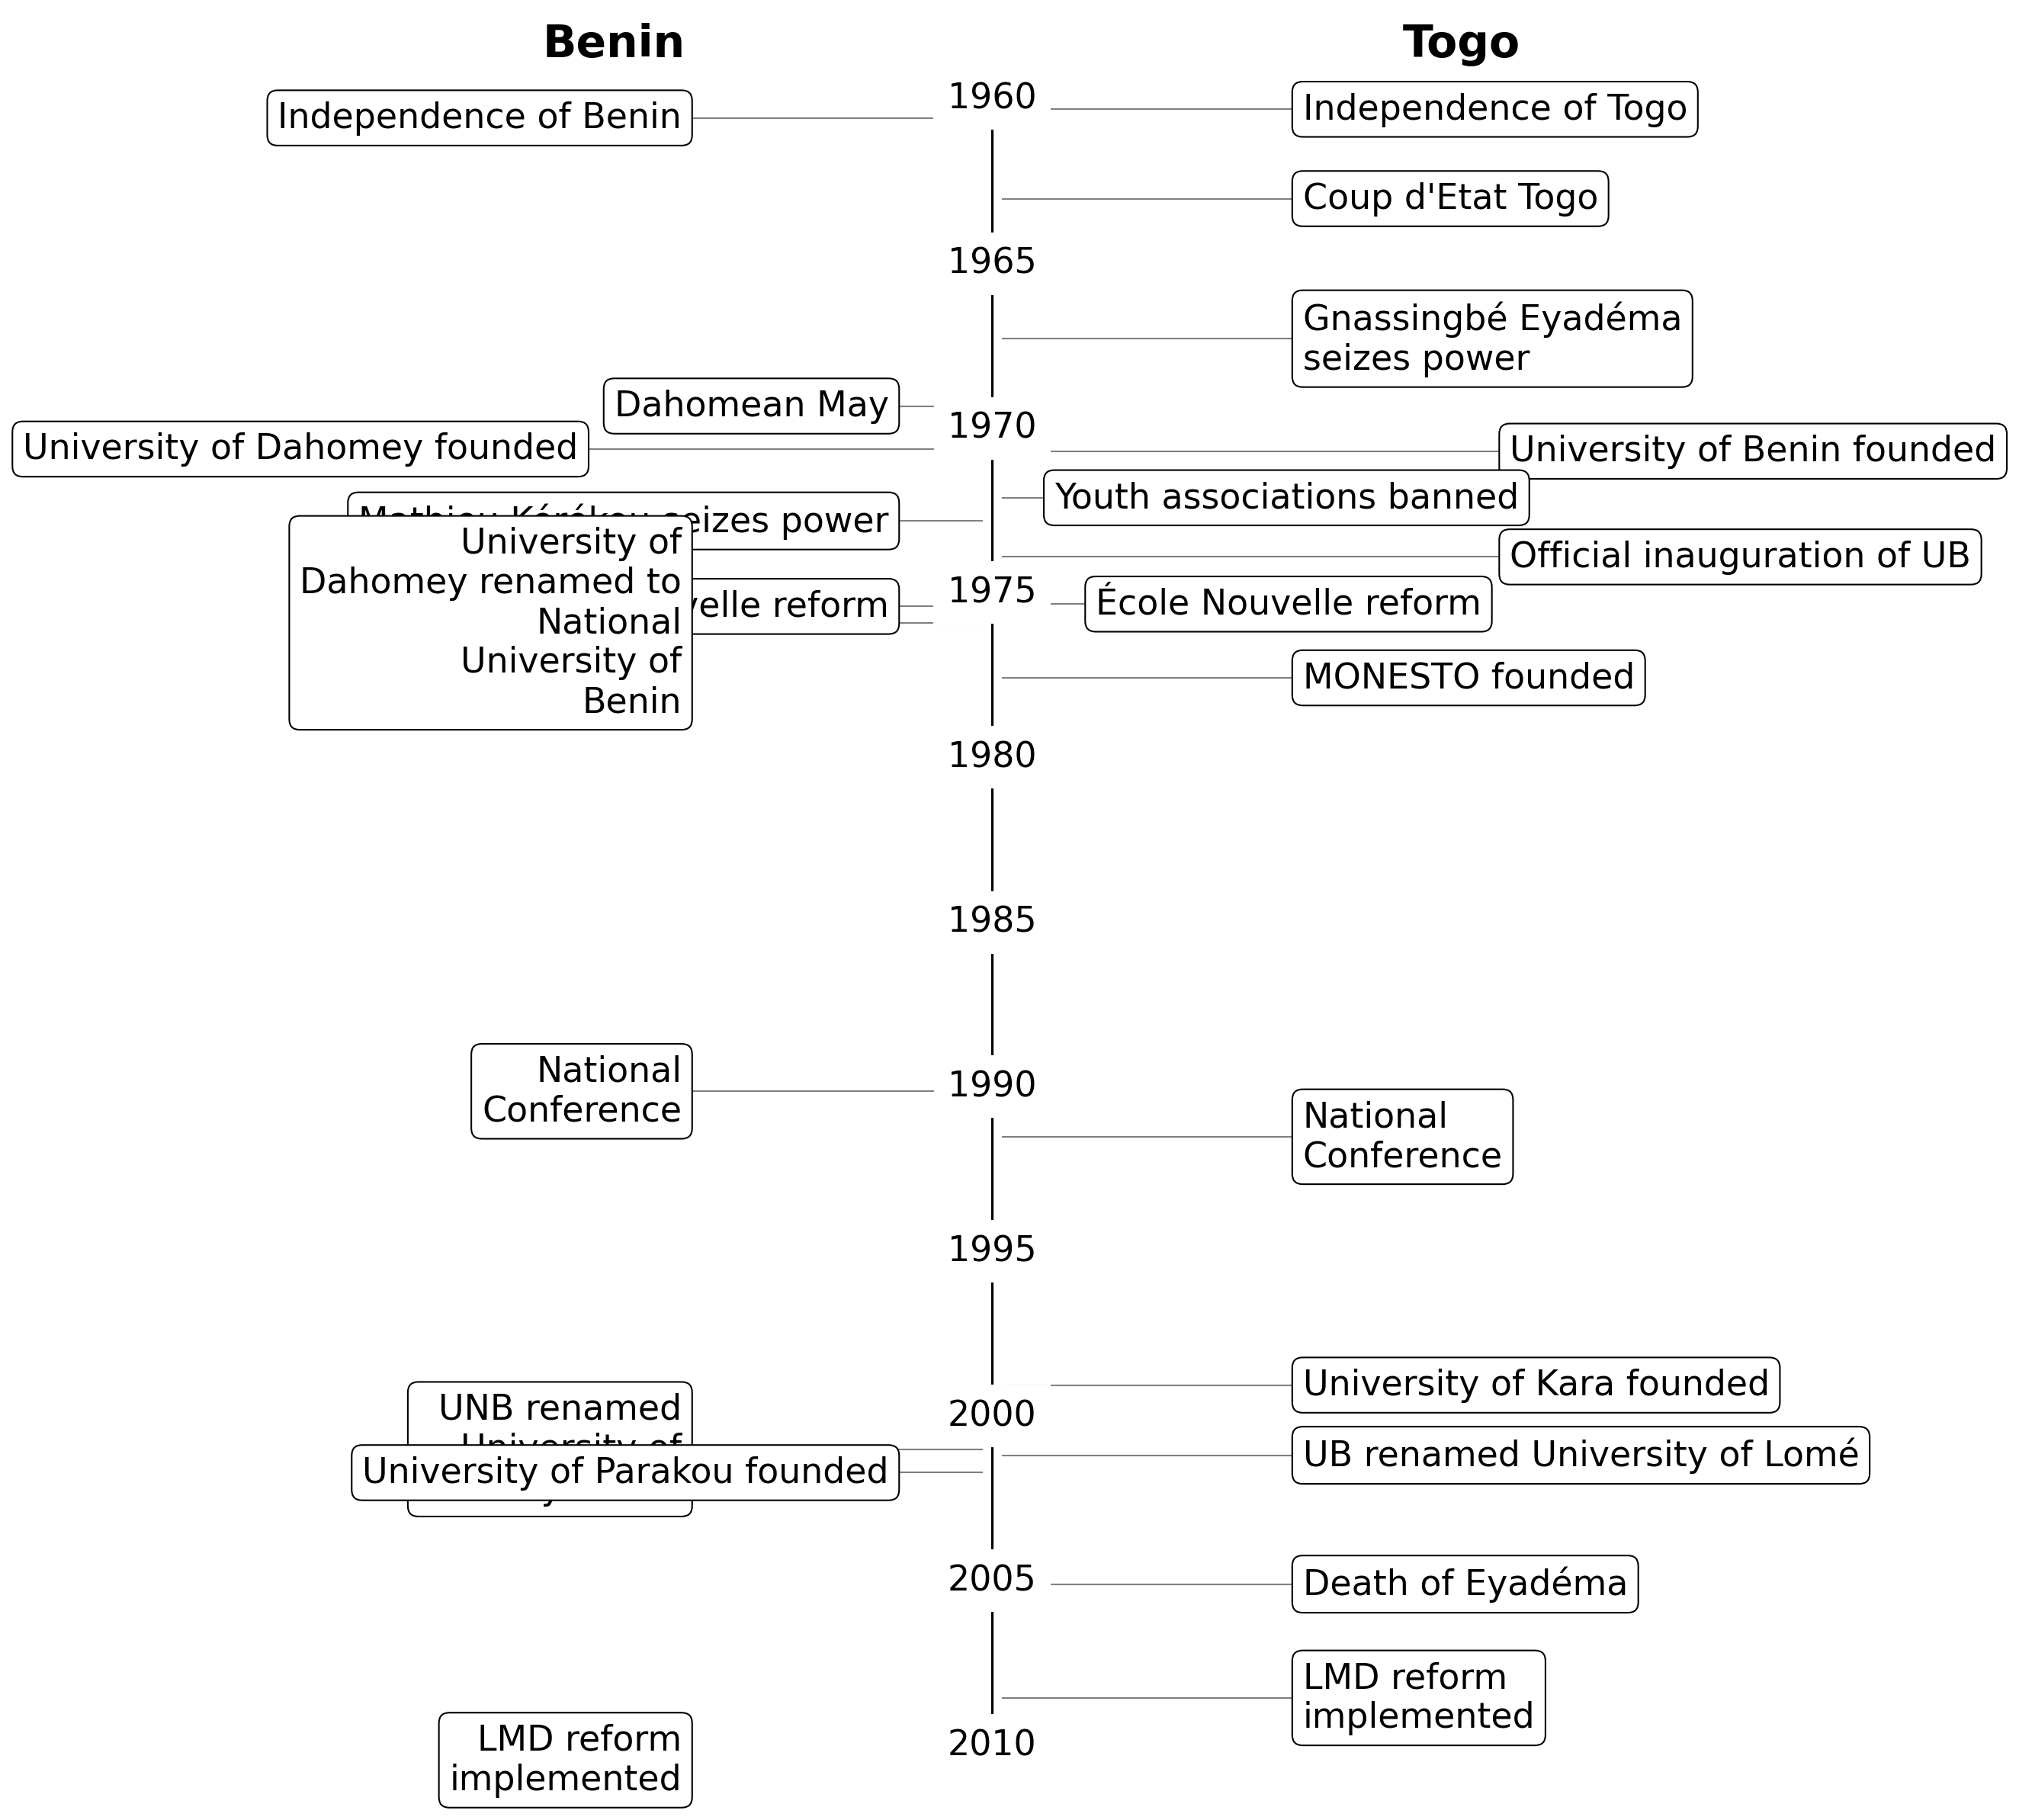 Benin
Independence of Benin
Dahomean May
University of Dahomey founded
Mathieu Kérékou seizes power
University of
Dahomey renamed to
National
University of
Benin
reform
National
Conference
UNB renamed
University of
University of Parakou founded
LMD reform
implemented
1960
1965
1970
1975
1980
1985
1990
1995
2000
2005
2010
Togo
Independence of Togo
Coup d'Etat Togo
Gnassingbé Eyadéma
seizes power
University of Benin founded
Youth associations banned
Official inauguration of UB
École Nouvelle reform
MONESTO founded
National
Conference
University of Kara founded
UB renamed University of Lomé
Death of Eyadéma
LMD reform
implemented